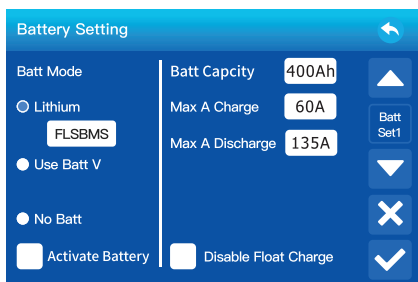 Battery Setting
Batt Mode
Lithium
FLSBMS
Use Batt V
No Batt
Activate Battery
Batt Capcity 400Ah
Max A Charge 60A
Max A Discharge 135A
Disable Float Charge
Batt
Set1